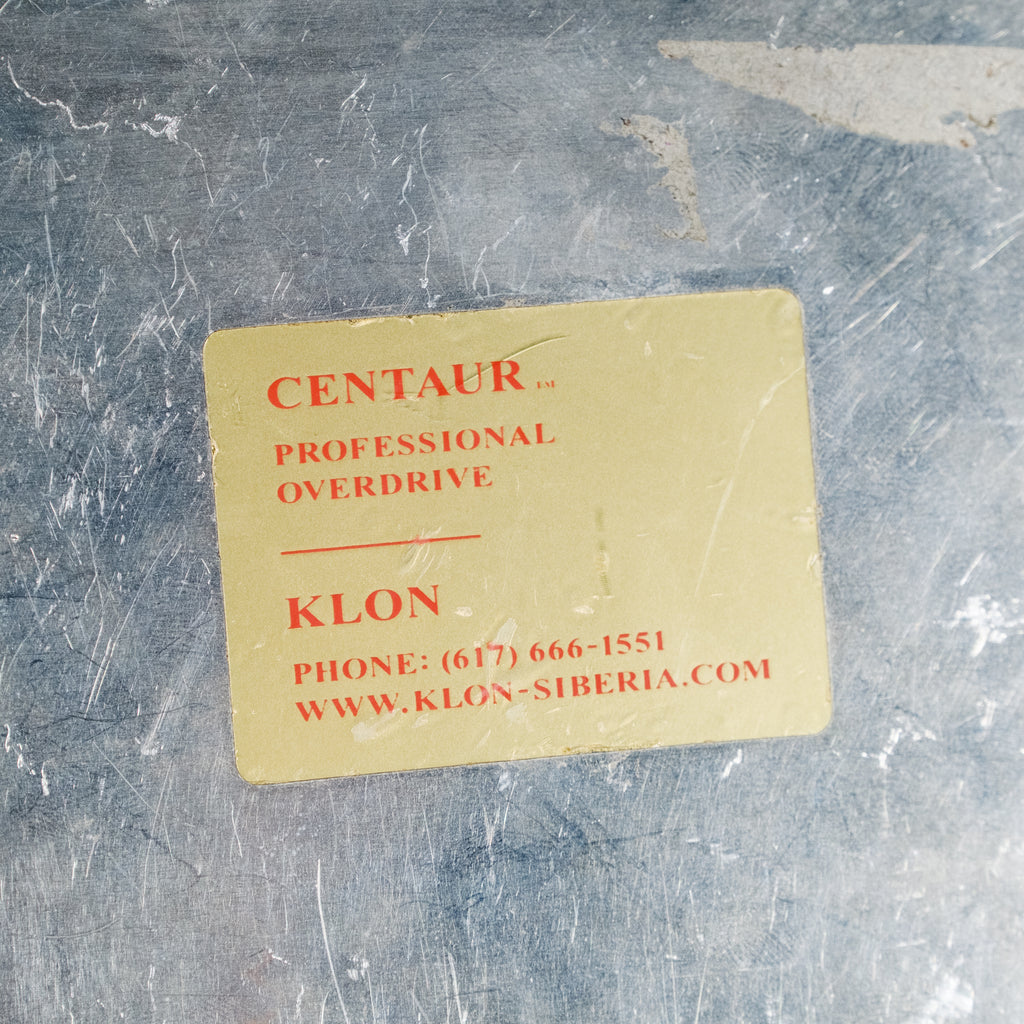 CENTAUR TM
PROFESSIONAL
OVERDRIVE
KLON
PHONE: (617) 666-1551
WWW.KLON-SIBERIA.COM